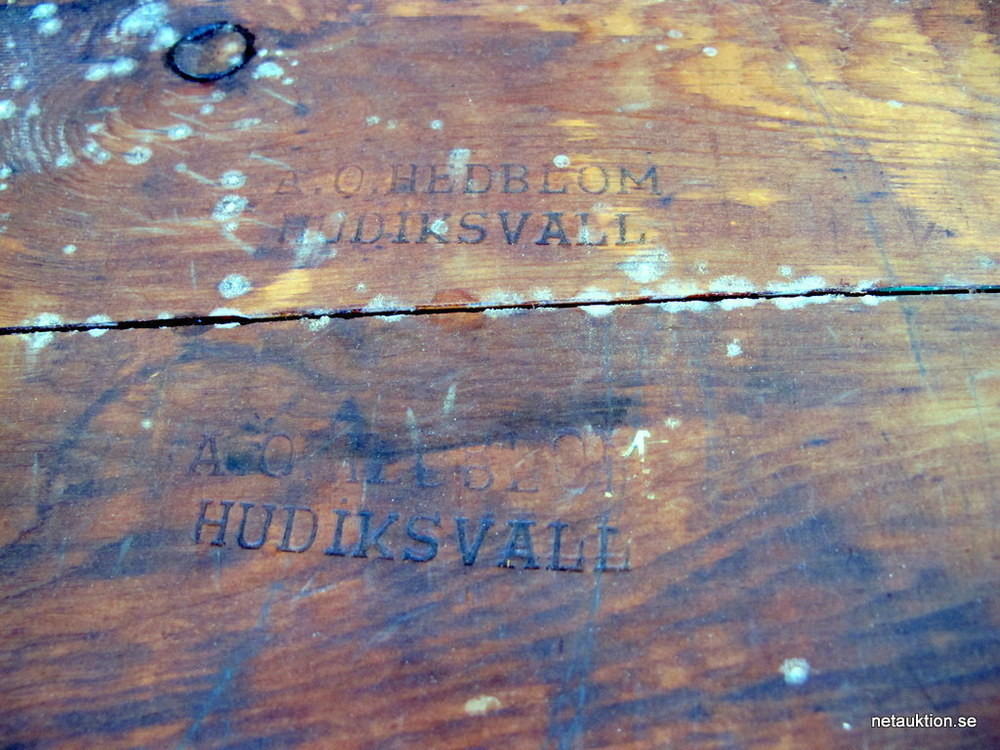 A.O.HEDBLOM
HUDIKSVALL
A.O
HUDIKSVALL
netauktion.se